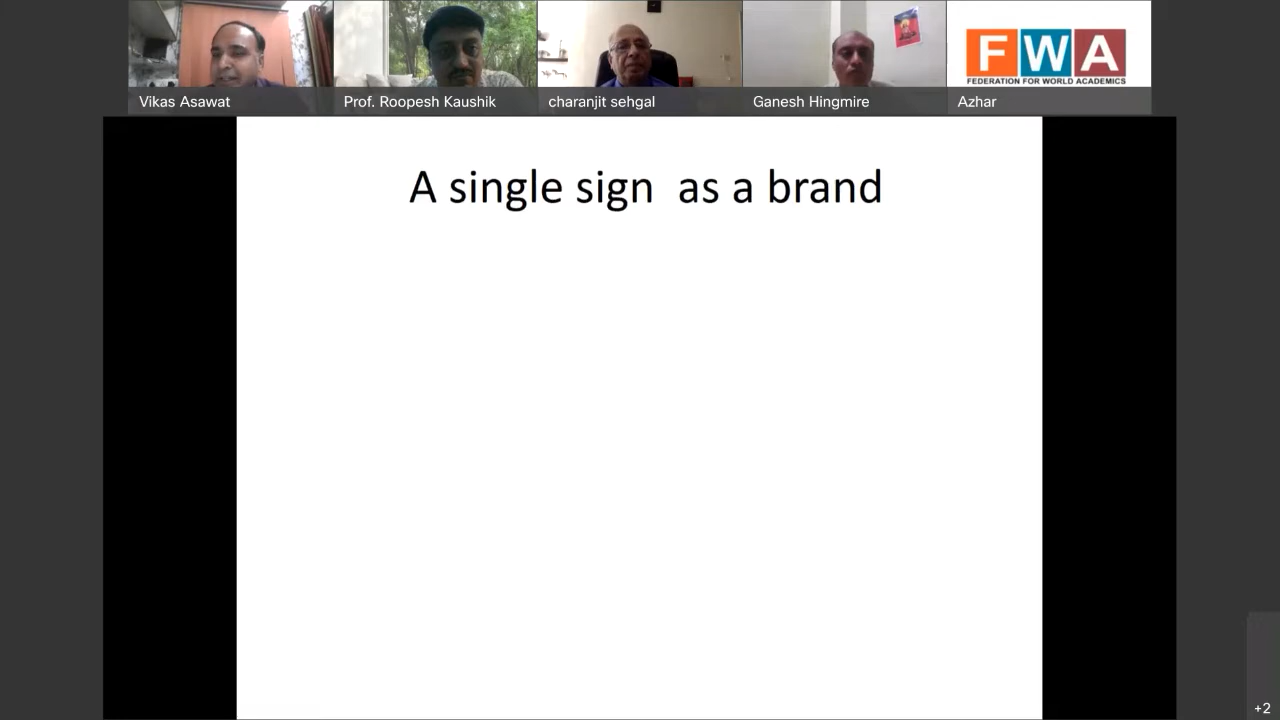 FWA
FEDERATION FOR WORLD ACADEMICS
Vikas Asawat
Prof. Roopesh Kaushik
charanjit sehgal
Ganesh Hingmire
Azhar
A single sign  as a brand
+2